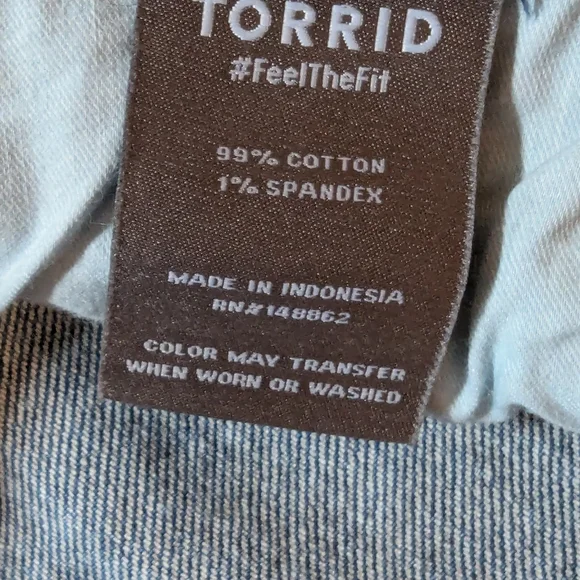 TORRID
#FeelTheFit
99% COTTON
1% SPANDEX
MADE IN INDONESIA
RN#148862
COLOR MAY TRANSFER
WHEN WORN OR WASHED